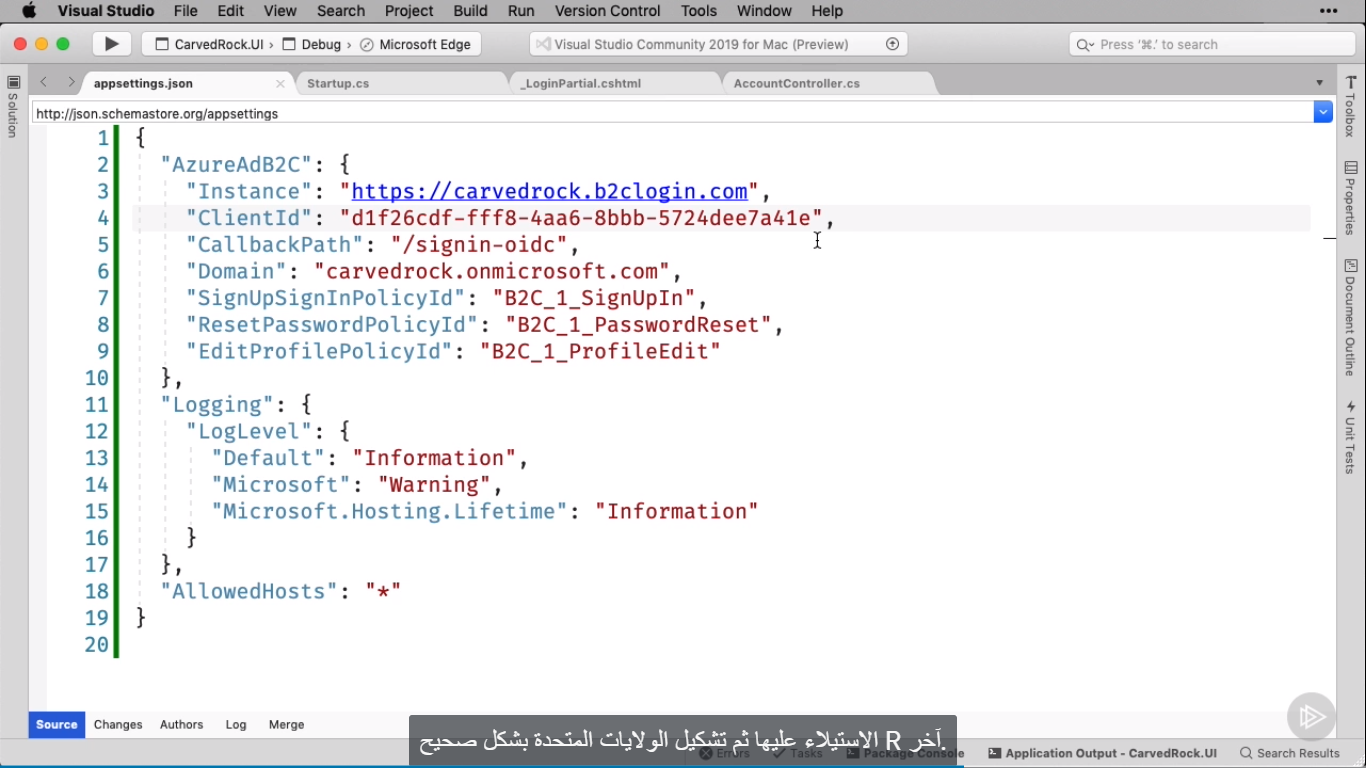 Visual Studio File Edit View Search Project Build Run Version Control Tools Window Help
CarvedRock.UI › Debug › Microsoft Edge Visual Studio Community 2019 for Mac (Preview) Press ‘⌘.’ to search
appsettings.json Startup.cs _LoginPartial.cshtml AccountController.cs
Solution
Toolbox
Properties
Document Outline
Unit Tests
http://json.schemastore.org/appsettings
1 {
2 "AzureAdB2C": {
3 "Instance": "https://carvedrock.b2clogin.com",
4 "ClientId": "d1f26cdf-fff8-4aa6-8bbb-5724dee7a41e",
5 "CallbackPath": "/signin-oidc",
6 "Domain": "carvedrock.onmicrosoft.com",
7 "SignUpSignInPolicyId": "B2C_1_SignUpIn",
8 "ResetPasswordPolicyId": "B2C_1_PasswordReset",
9 "EditProfilePolicyId": "B2C_1_ProfileEdit"
10 },
11 "Logging": {
12 "LogLevel": {
13 "Default": "Information",
14 "Microsoft": "Warning",
15 "Microsoft.Hosting.Lifetime": "Information"
16 }
17 },
18 "AllowedHosts": "*"
19 }
20
Source Changes Authors Log Merge
آخر R الاستيلاء عليها ثم تشكيل الولايات المتحدة بشكل صحيح.
Errors Tasks Package Console Application Output - CarvedRock.UI Search Results